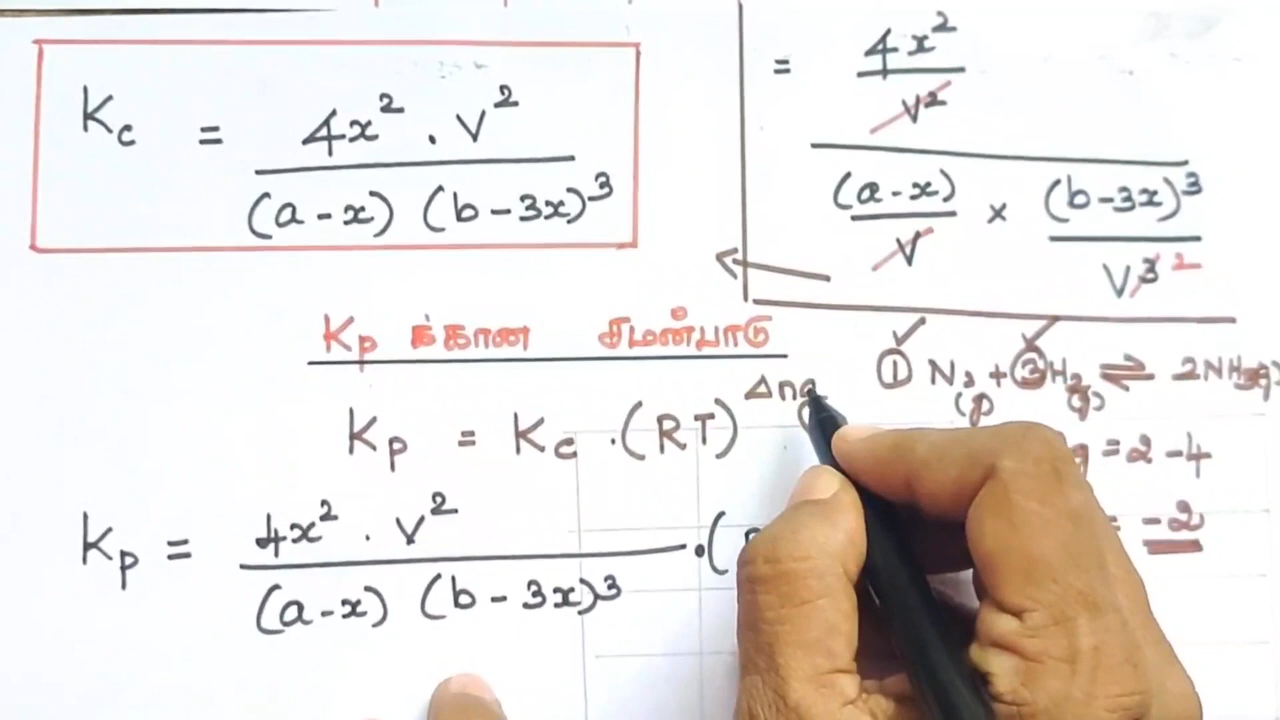 Kc = 4x² . V² / (a-x) (b-3x)³
= 4x² / V²
(a-x) / V × (b-3x)³ / V3 2
Kp க்கான சமன்பாடு
① N₂(g) + ③H₂(g) ⇌ 2NH₃(g)
Kp = Kc .(RT)^Δng
= 2-4
= -2
Kp = 4x² . V² / (a-x) (b-3x)³ .(